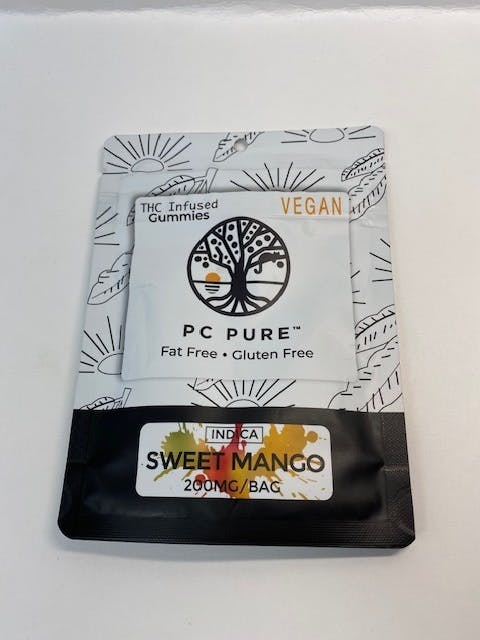 THC Infused
Gummies
VEGAN
PC PURE™
Fat Free • Gluten Free
INDICA
SWEET MANGO
200MG/BAG